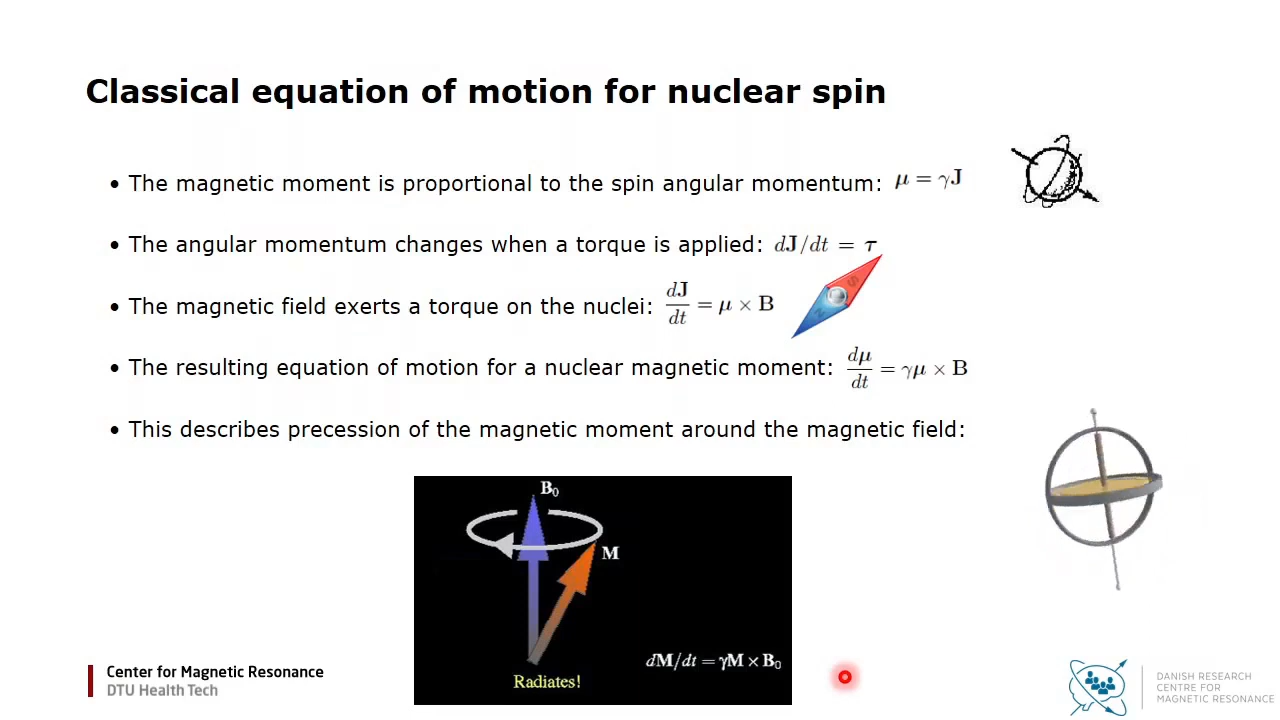 Classical equation of motion for nuclear spin
• The magnetic moment is proportional to the spin angular momentum: μ = γJ
• The angular momentum changes when a torque is applied: dJ/dt = τ
• The magnetic field exerts a torque on the nuclei: dJ/dt = μ × B
S
N
• The resulting equation of motion for a nuclear magnetic moment: dμ/dt = γμ × B
• This describes precession of the magnetic moment around the magnetic field:
B₀
M
dM/dt = γM × B₀
Radiates!
Center for Magnetic Resonance
DTU Health Tech
DANISH RESEARCH
CENTRE FOR
MAGNETIC RESONANCE